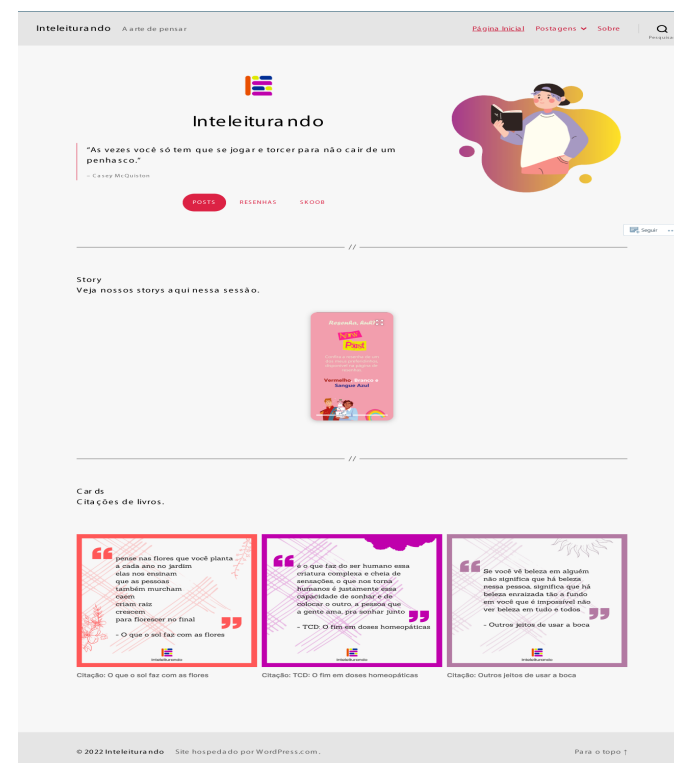 Inteleiturando A arte de pensar
Página Inicial Postagens Sobre
Pesquisar
Inteleiturando
“As vezes você só tem que se jogar e torcer para não cair de um
penhasco.”
– Casey McQuiston
POSTS RESENHAS SKOOB
Seguir
//
Story
Veja nossos storys aqui nessa sessão.
Resenha, aud!
New
Post
Vermelho, Branco e
Sangue Azul
//
Cards
Citações de livros.
pense nas flores que você planta
a cada ano no jardim
elas nos ensinam
que as pessoas
também murcham
caem
criam raiz
crescem
para florescer no final
– O que o sol faz com as flores
Inteleiturando
é o que faz do ser humano essa
criatura complexa e cheia de
sensações, o que nos torna
humanos é justamente essa
capacidade de sonhar e de
colocar o outro, a pessoa que
a gente ama, pra sonhar junto
– TCD: O fim em doses homeopáticas
Inteleiturando
Se você vê beleza em alguém
não significa que há beleza
nessa pessoa, significa que há
beleza enraizada tão a fundo
em você que é impossível não
ver beleza em tudo e todos.
– Outros jeitos de usar a boca
Inteleiturando
Citação: O que o sol faz com as flores
Citação: TCD: O fim em doses homeopáticas
Citação: Outros jeitos de usar a boca
© 2022 Inteleiturando Site hospedado por WordPress.com.
Para o topo ↑